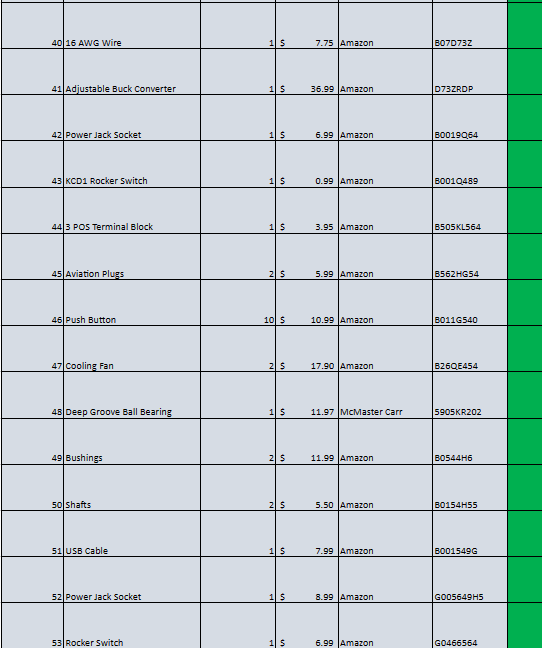 40 16 AWG Wire 1 $ 7.75 Amazon B07D73Z
41 Adjustable Buck Converter 1 $ 36.99 Amazon D73ZRDP
42 Power Jack Socket 1 $ 6.99 Amazon B0019Q64
43 KCD1 Rocker Switch 1 $ 0.99 Amazon B001Q489
44 3 POS Terminal Block 1 $ 3.95 Amazon B505KL564
45 Aviation Plugs 2 $ 5.99 Amazon B562HG54
46 Push Button 10 $ 10.99 Amazon B011G540
47 Cooling Fan 2 $ 17.90 Amazon B26QE454
48 Deep Groove Ball Bearing 1 $ 11.97 McMaster Carr 5905KR202
49 Bushings 2 $ 11.99 Amazon B0544H6
50 Shafts 2 $ 5.50 Amazon B0154H55
51 USB Cable 1 $ 7.99 Amazon B001549G
52 Power Jack Socket 1 $ 8.99 Amazon G005649H5
53 Rocker Switch 1 $ 6.99 Amazon G0466564